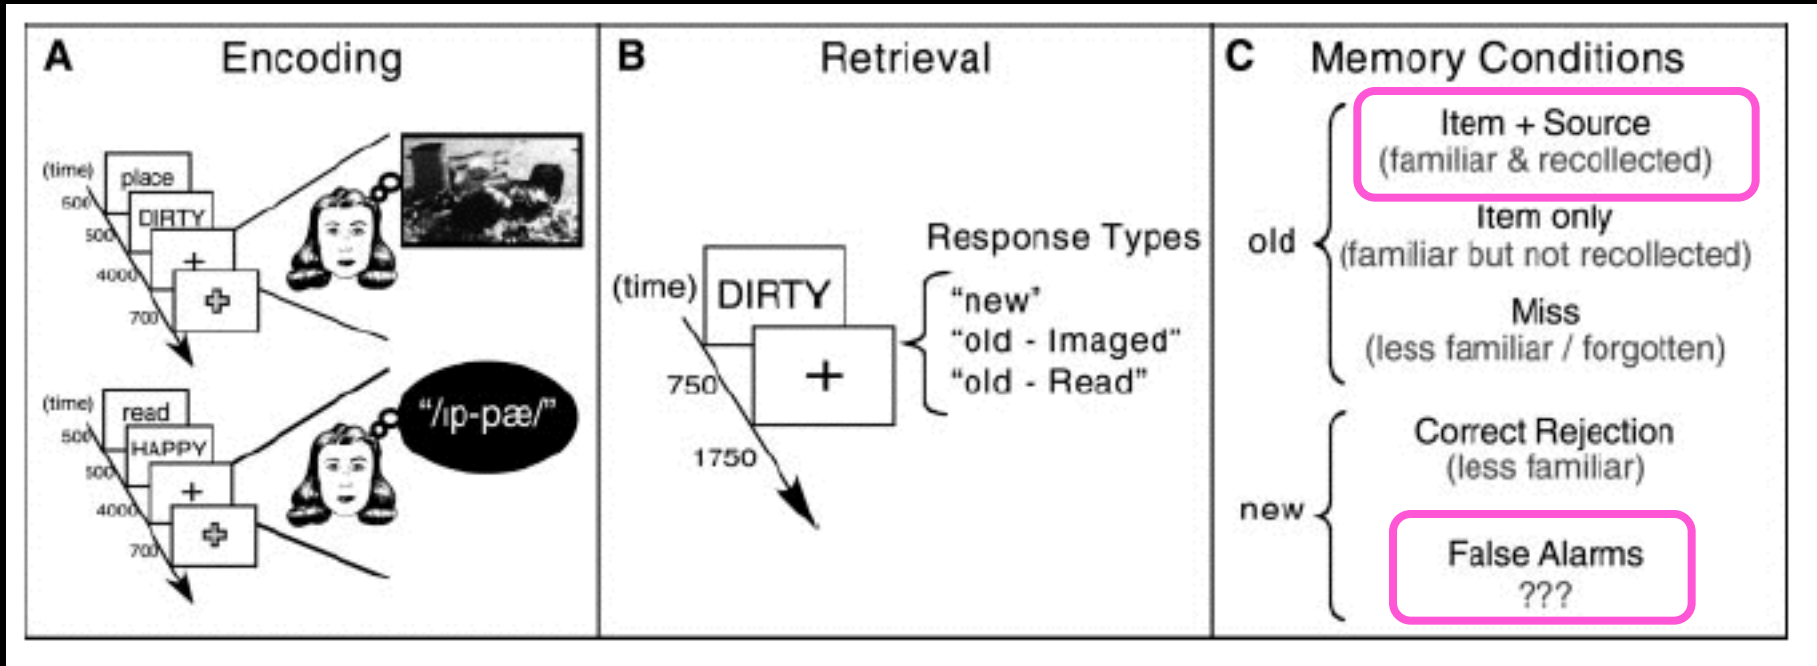 A Encoding
(time)
place
500
DIRTY
500
+
4000
700
(time)
read
500
HAPPY
500
+
4000
700
"/ıp-pæ/"
B Retrieval
Response Types
(time)
DIRTY
"new"
"old - Imaged"
"old - Read"
+
750
1750
C Memory Conditions
old
Item + Source
(familiar & recollected)
Item only
(familiar but not recollected)
Miss
(less familiar / forgotten)
new
Correct Rejection
(less familiar)
False Alarms
???